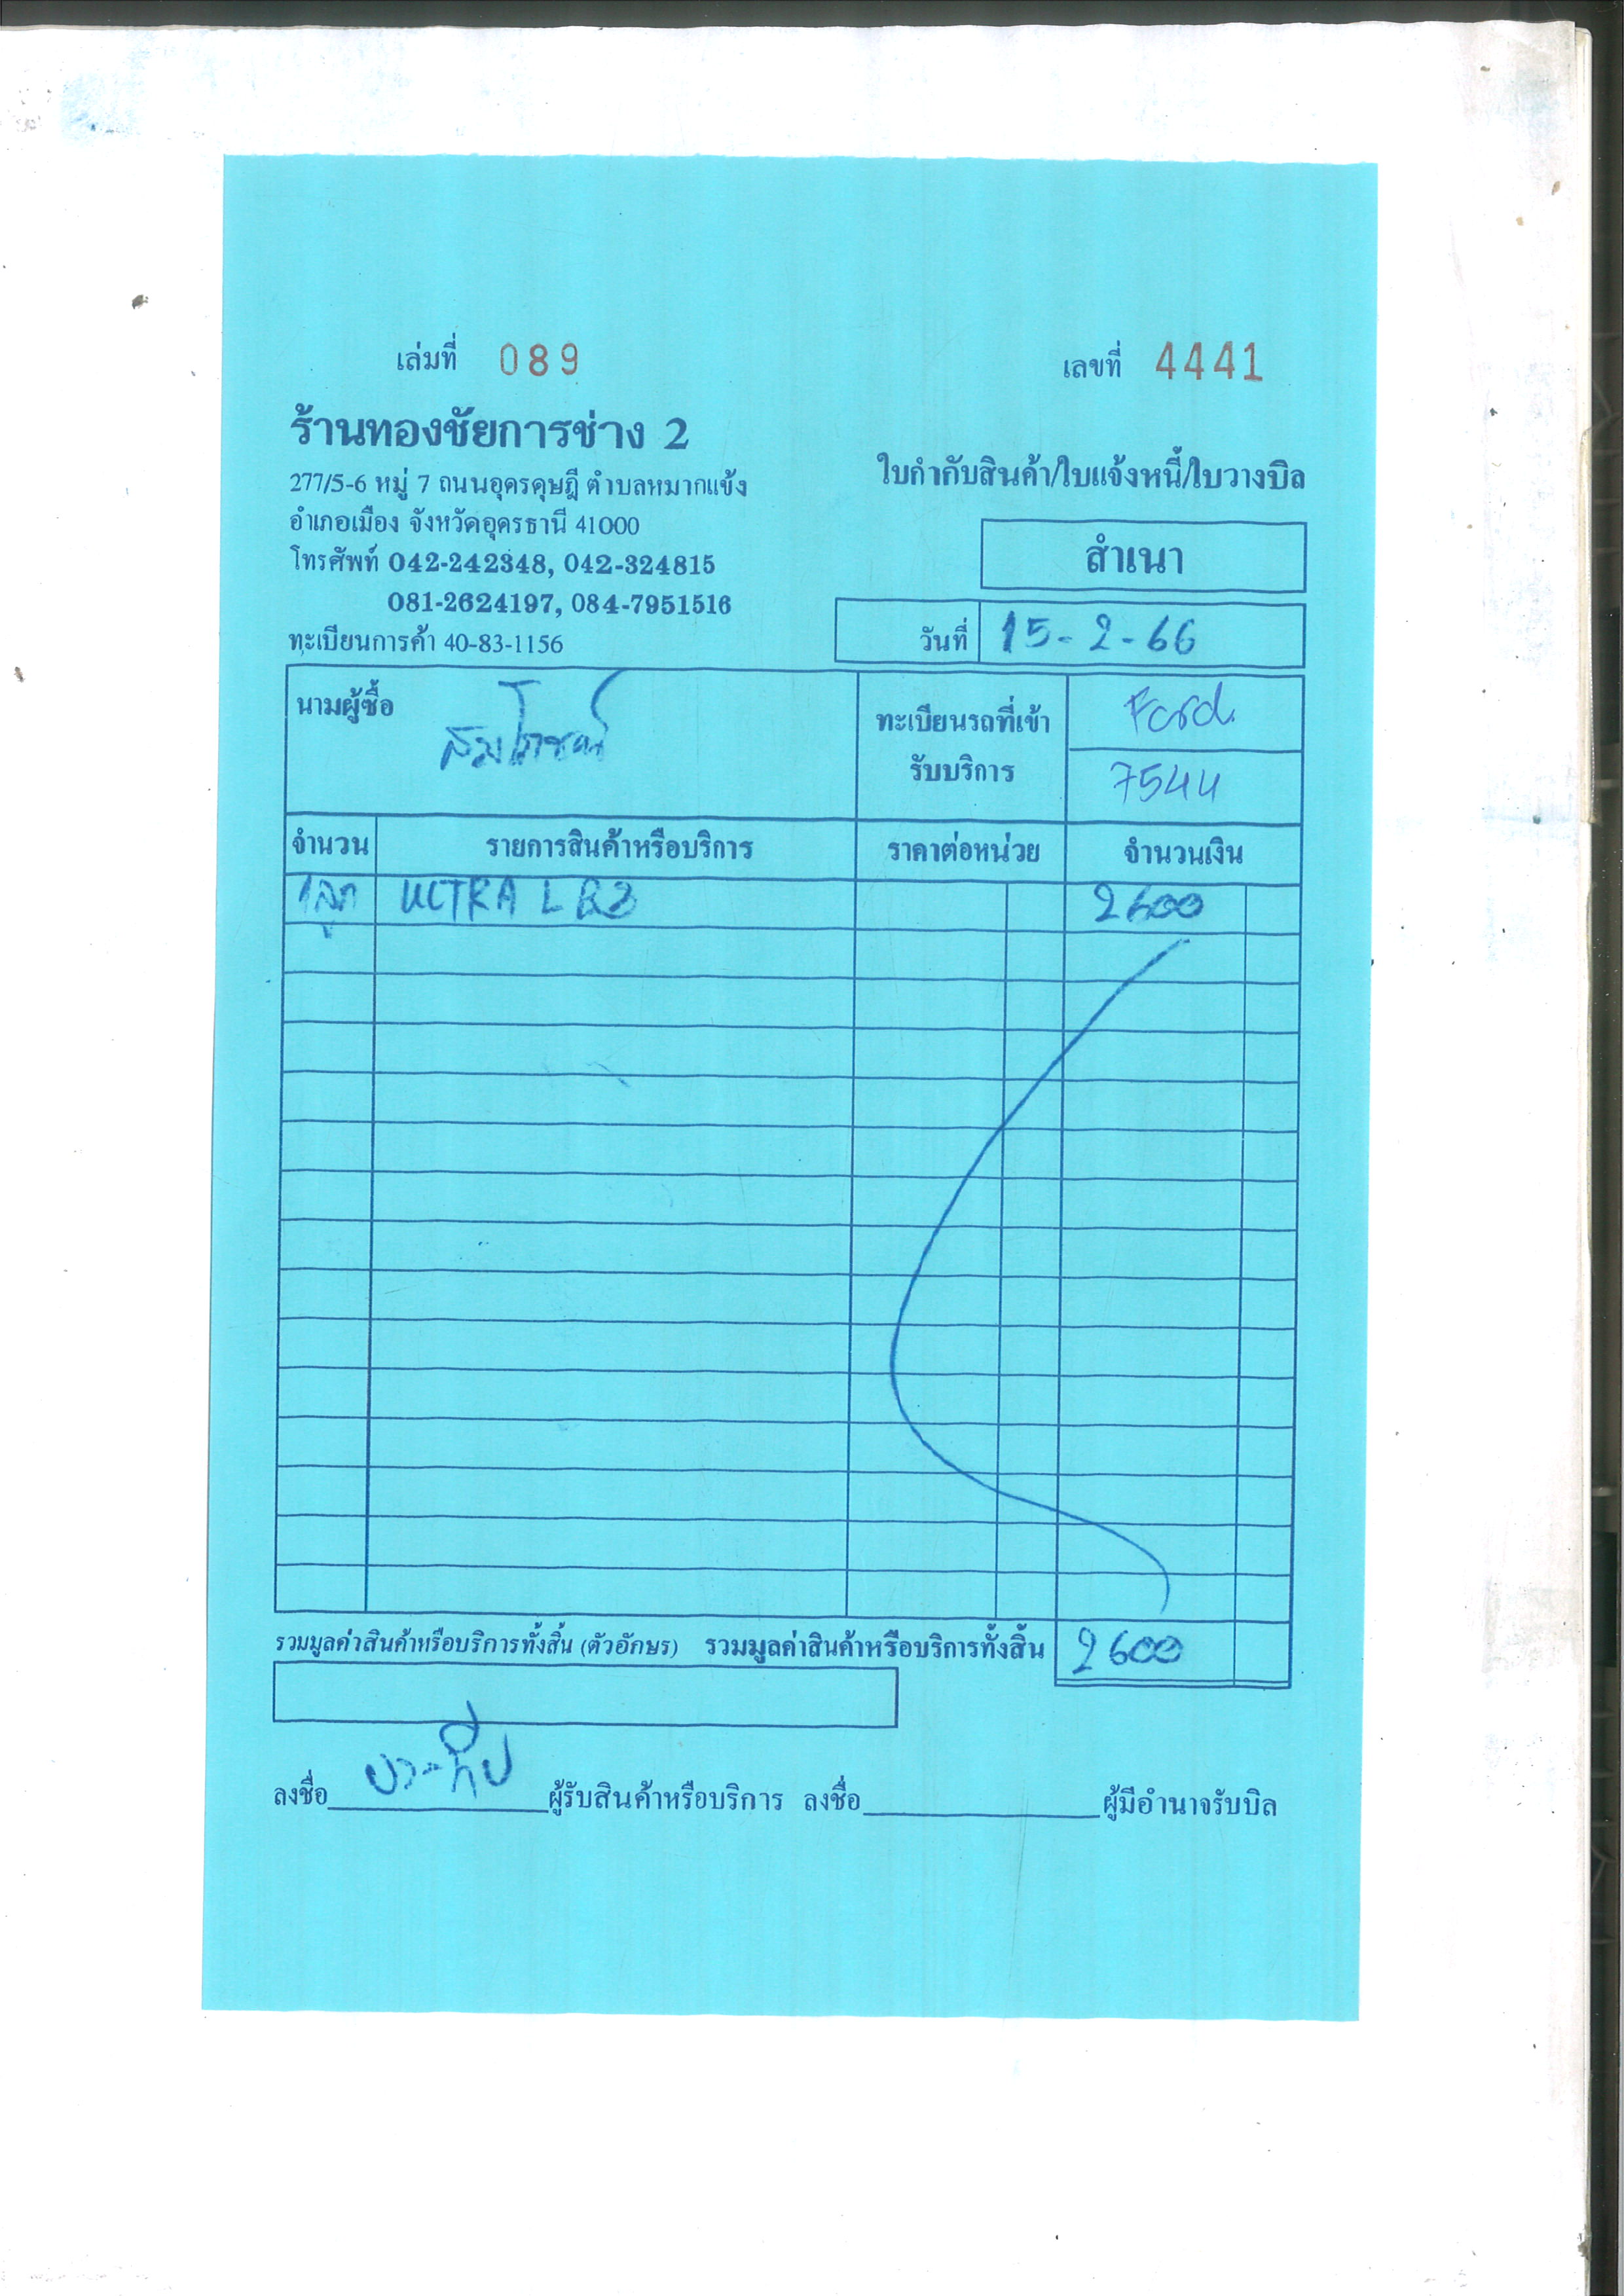 เล่มที่ 089
เลขที่ 4441
ร้านทองชัยการช่าง 2
277/5-6 หมู่ 7 ถนนอุดรดุษฎี ตำบลหมากแข้ง
อำเภอเมือง จังหวัดอุดรธานี 41000
โทรศัพท์ 042-242348, 042-324815
081-2624197, 084-7951516
ทะเบียนการค้า 40-83-1156
ใบกำกับสินค้า/ใบแจ้งหนี้/ใบวางบิล
สำเนา
วันที่ 15-2-66
นามผู้ซื้อ
ทะเบียนรถที่เข้า
รับบริการ
Ford
7544
จำนวน รายการสินค้าหรือบริการ ราคาต่อหน่วย จำนวนเงิน
1ลูก ULTRA L B3 2600
รวมมูลค่าสินค้าหรือบริการทั้งสิ้น (ตัวอักษร) รวมมูลค่าสินค้าหรือบริการทั้งสิ้น 2600
ลงชื่อ ประทีป ผู้รับสินค้าหรือบริการ ลงชื่อ ผู้มีอำนาจรับบิล